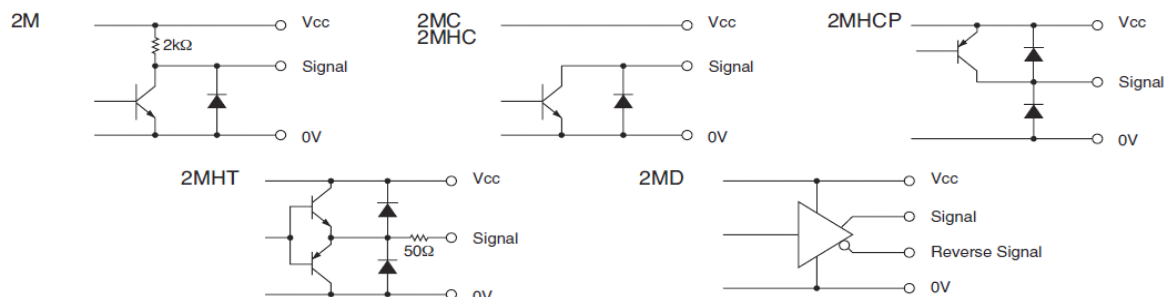 2M
Vcc
2kΩ
Signal
0V
2MC
2MHC
Vcc
Signal
0V
2MHCP
Vcc
Signal
0V
2MHT
Vcc
Signal
50Ω
0V
2MD
Vcc
Signal
Reverse Signal
0V